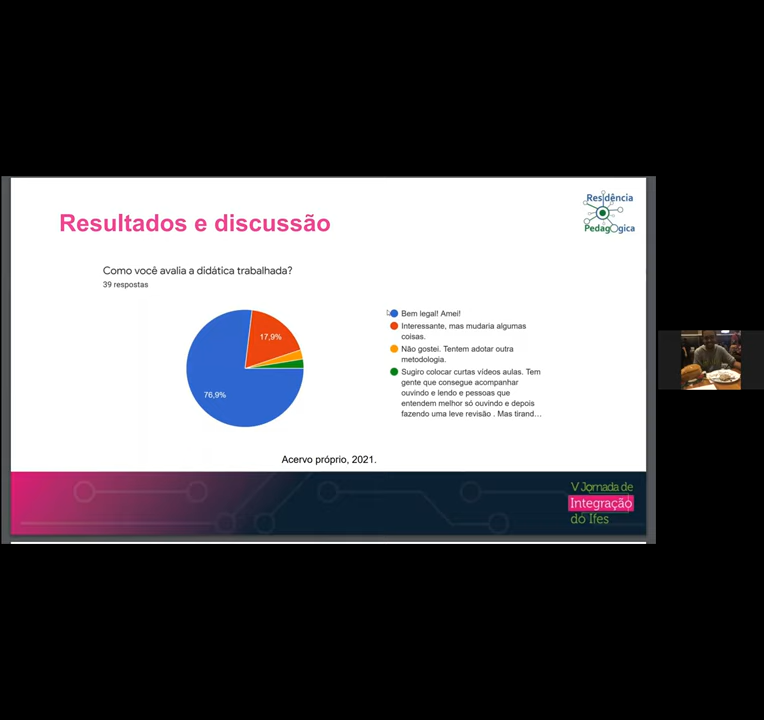 Residência
Pedagógica
Resultados e discussão
Como você avalia a didática trabalhada?
39 respostas
17,9%
76,9%
Bem legal! Amei!
Interessante, mas mudaria algumas
coisas.
Não gostei. Tentem adotar outra
metodologia.
Sugiro colocar curtas vídeos aulas. Tem
gente que consegue acompanhar
ouvindo e lendo e pessoas que
entendem melhor só ouvindo e depois
fazendo uma leve revisão . Mas tirand...
Acervo próprio, 2021.
V Jornada de
Integração
do Ifes